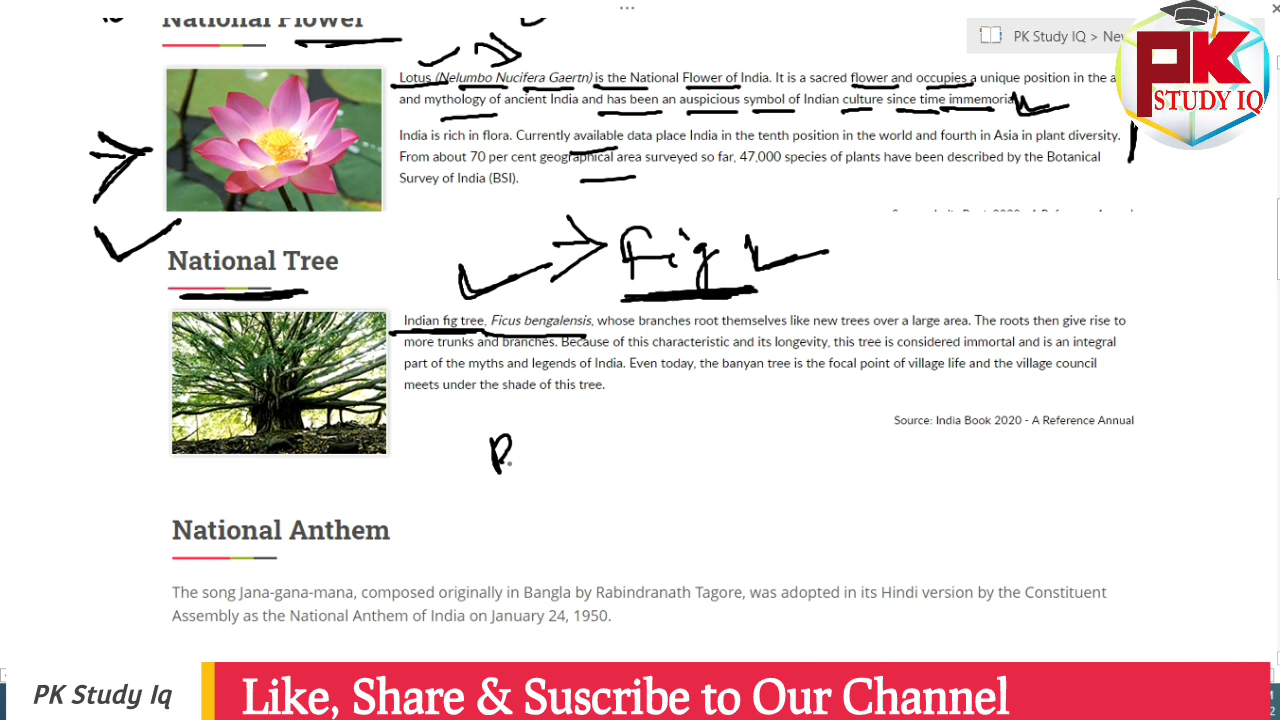 National Flower
PK Study IQ > Nev
PK
STUDY IQ
Lotus (Nelumbo Nucifera Gaertn) is the National Flower of India. It is a sacred flower and occupies a unique position in the a
and mythology of ancient India and has been an auspicious symbol of Indian culture since time immemorial
India is rich in flora. Currently available data place India in the tenth position in the world and fourth in Asia in plant diversity.
From about 70 per cent geographical area surveyed so far, 47,000 species of plants have been described by the Botanical
Survey of India (BSI).
Fig
National Tree
Indian fig tree, Ficus bengalensis, whose branches root themselves like new trees over a large area. The roots then give rise to
more trunks and branches. Because of this characteristic and its longevity, this tree is considered immortal and is an integral
part of the myths and legends of India. Even today, the banyan tree is the focal point of village life and the village council
meets under the shade of this tree.
Source: India Book 2020 - A Reference Annual
National Anthem
The song Jana-gana-mana, composed originally in Bangla by Rabindranath Tagore, was adopted in its Hindi version by the Constituent
Assembly as the National Anthem of India on January 24, 1950.
PK Study Iq
Like, Share & Suscribe to Our Channel